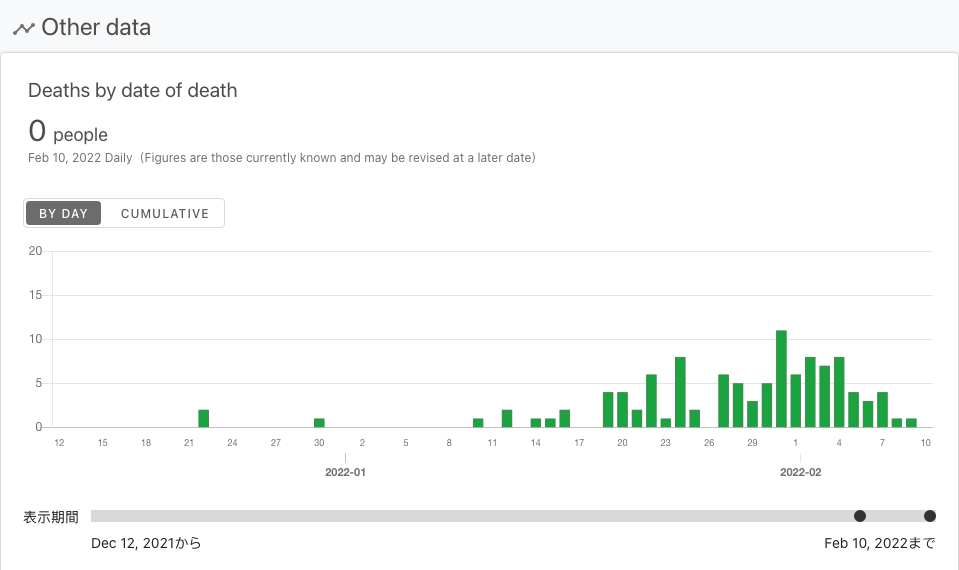 Other data
Deaths by date of death
0 people
Feb 10, 2022 Daily (Figures are those currently known and may be revised at a later date)
BY DAY CUMULATIVE
20
15
10
5
0
12 15 18 21 24 27 30 2 5 8 11 14 17 20 23 26 29 1 4 7 10
2022-01 2022-02
表示期間
Dec 12, 2021から Feb 10, 2022まで